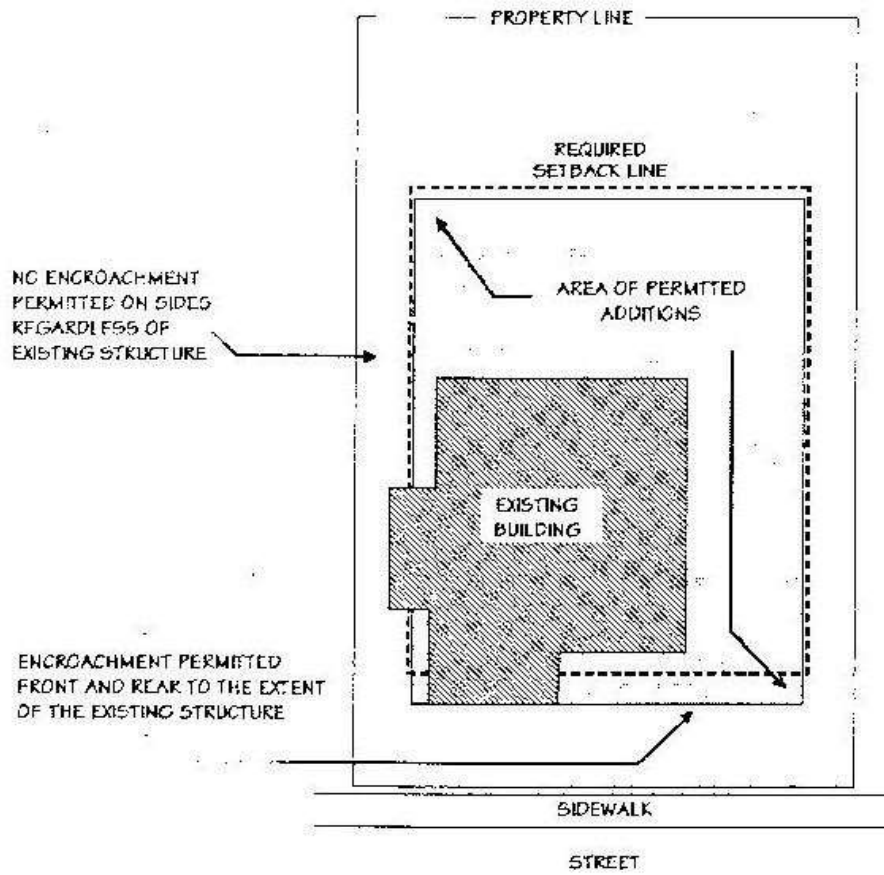 PROPERTY LINE
REQUIRED
SETBACK LINE
NO ENCROACHMENT
PERMITTED ON SIDES
REGARDLESS OF
EXISTING STRUCTURE
AREA OF PERMITTED
ADDITIONS
EXISTING
BUILDING
ENCROACHMENT PERMITTED
FRONT AND REAR TO THE EXTENT
OF THE EXISTING STRUCTURE
SIDEWALK
STREET